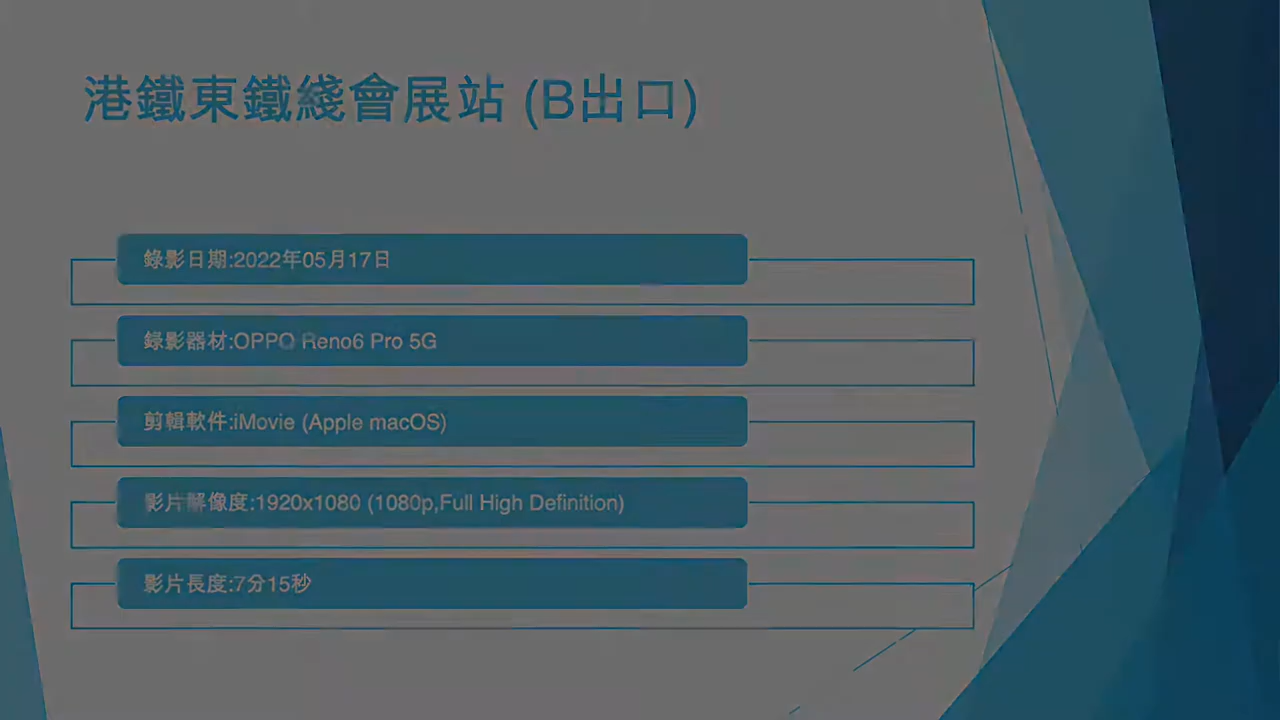 港鐵東鐵綫會展站 (B出口)
錄影日期:2022年05月17日
錄影器材:OPPO Reno6 Pro 5G
剪輯軟件:iMovie (Apple macOS)
影片解像度:1920x1080 (1080p,Full High Definition)
影片長度:7分15秒